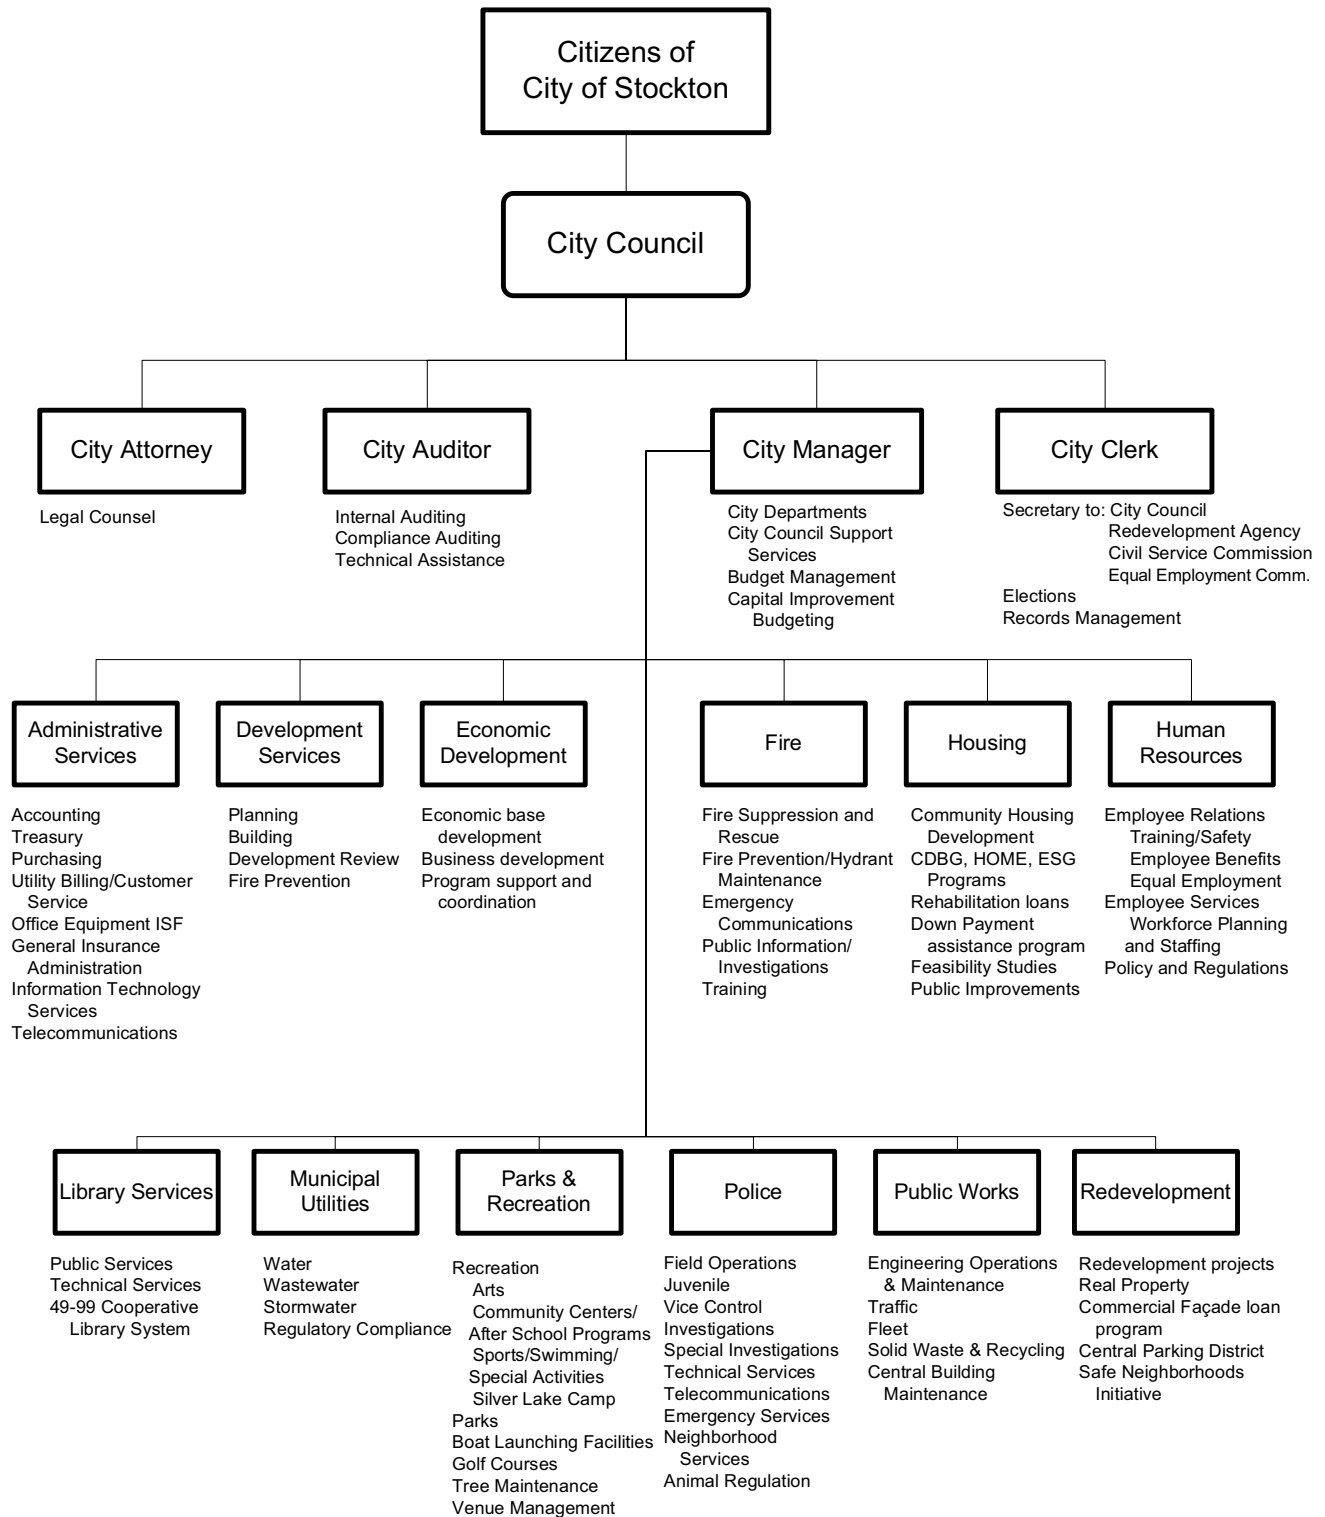 Citizens of
City of Stockton
City Council
City Attorney
Legal Counsel
City Auditor
Internal Auditing
Compliance Auditing
Technical Assistance
City Manager
City Departments
City Council Support
Services
Budget Management
Capital Improvement
Budgeting
City Clerk
Secretary to: City Council
Redevelopment Agency
Civil Service Commission
Equal Employment Comm.
Elections
Records Management
Administrative
Services
Accounting
Treasury
Purchasing
Utility Billing/Customer
Service
Office Equipment ISF
General Insurance
Administration
Information Technology
Services
Telecommunications
Development
Services
Planning
Building
Development Review
Fire Prevention
Economic
Development
Economic base
development
Business development
Program support and
coordination
Fire
Fire Suppression and
Rescue
Fire Prevention/Hydrant
Maintenance
Emergency
Communications
Public Information/
Investigations
Training
Housing
Community Housing
Development
CDBG, HOME, ESG
Programs
Rehabilitation loans
Down Payment
assistance program
Feasibility Studies
Public Improvements
Human
Resources
Employee Relations
Training/Safety
Employee Benefits
Equal Employment
Employee Services
Workforce Planning
and Staffing
Policy and Regulations
Library Services
Public Services
Technical Services
49-99 Cooperative
Library System
Municipal
Utilities
Water
Wastewater
Stormwater
Regulatory Compliance
Parks &
Recreation
Recreation
Arts
Community Centers/
After School Programs
Sports/Swimming/
Special Activities
Silver Lake Camp
Parks
Boat Launching Facilities
Golf Courses
Tree Maintenance
Venue Management
Police
Field Operations
Juvenile
Vice Control
Investigations
Special Investigations
Technical Services
Telecommunications
Emergency Services
Neighborhood
Services
Animal Regulation
Public Works
Engineering Operations
& Maintenance
Traffic
Fleet
Solid Waste & Recycling
Central Building
Maintenance
Redevelopment
Redevelopment projects
Real Property
Commercial Façade loan
program
Central Parking District
Safe Neighborhoods
Initiative